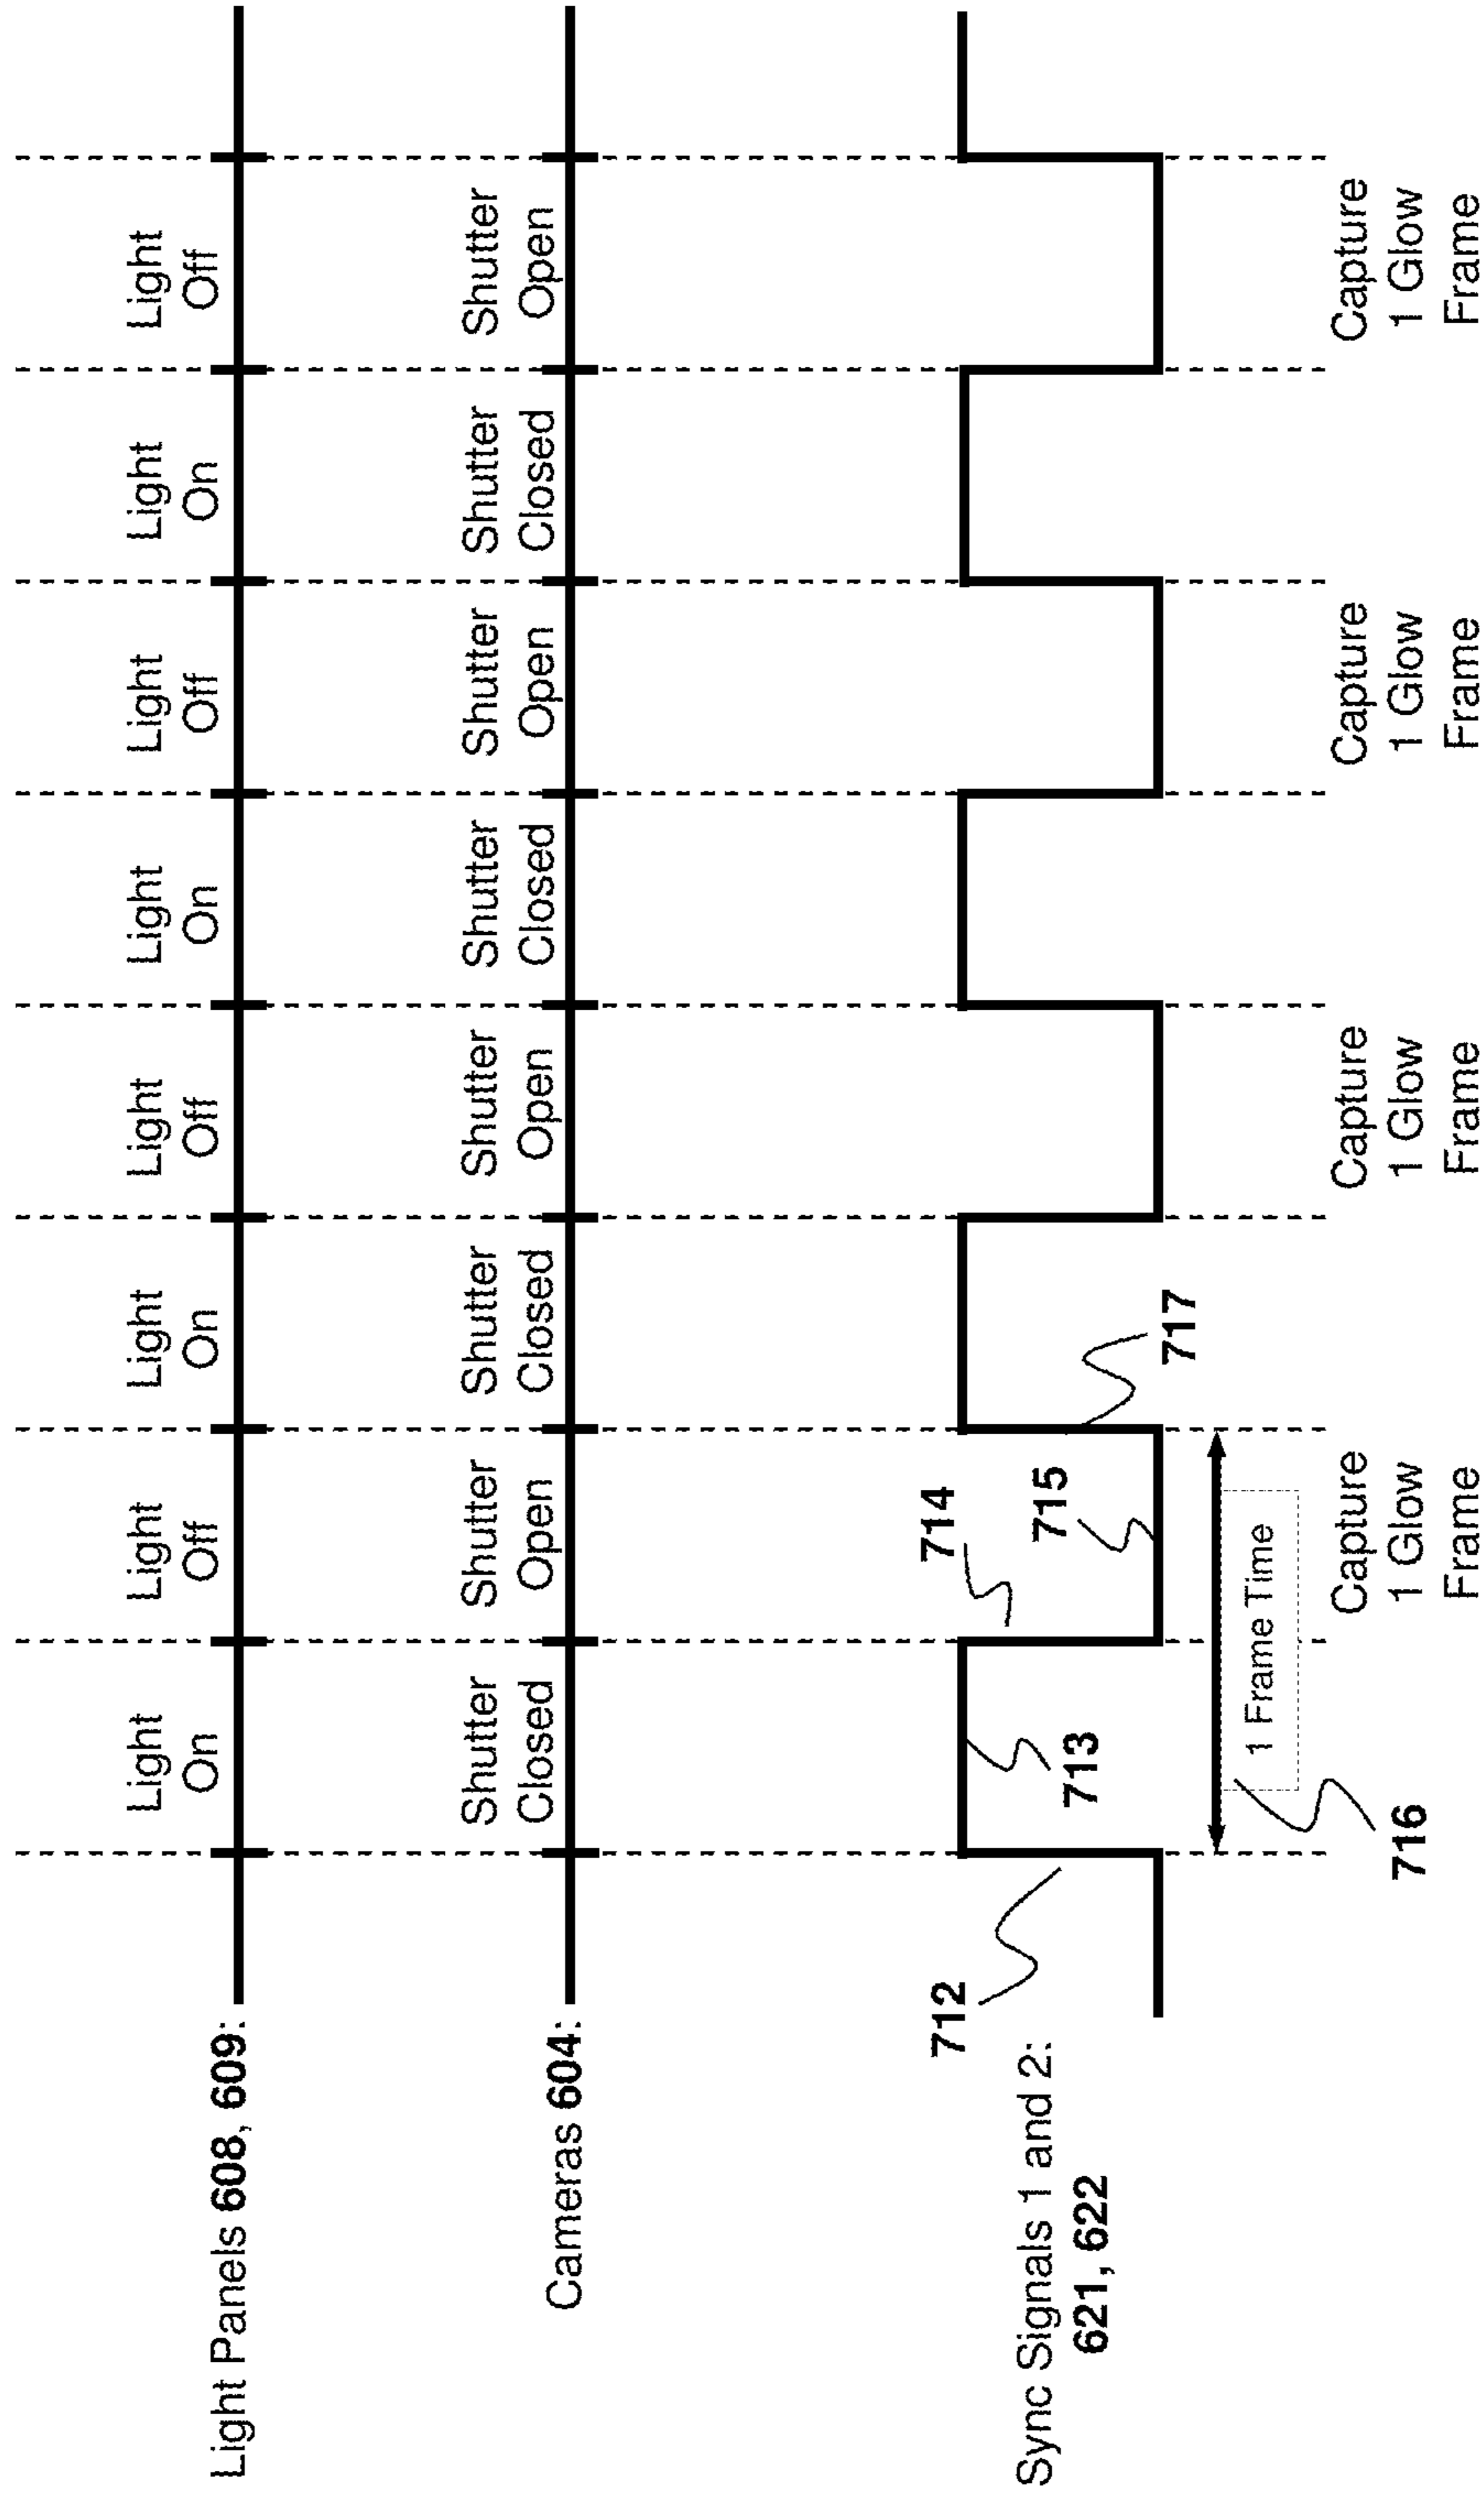 Light Panels 608, 609:
Light
On
Light
Off
Light
On
Light
Off
Light
On
Light
Off
Light
On
Light
Off
Cameras 604:
Shutter
Closed
Shutter
Open
Shutter
Closed
Shutter
Open
Shutter
Closed
Shutter
Open
Shutter
Closed
Shutter
Open
Sync Signals 1 and 2:
621, 622
712
713
714
715
717
1 Frame Time
716
Capture
1 Glow
Frame
Capture
1 Glow
Frame
Capture
1 Glow
Frame
Capture
1 Glow
Frame